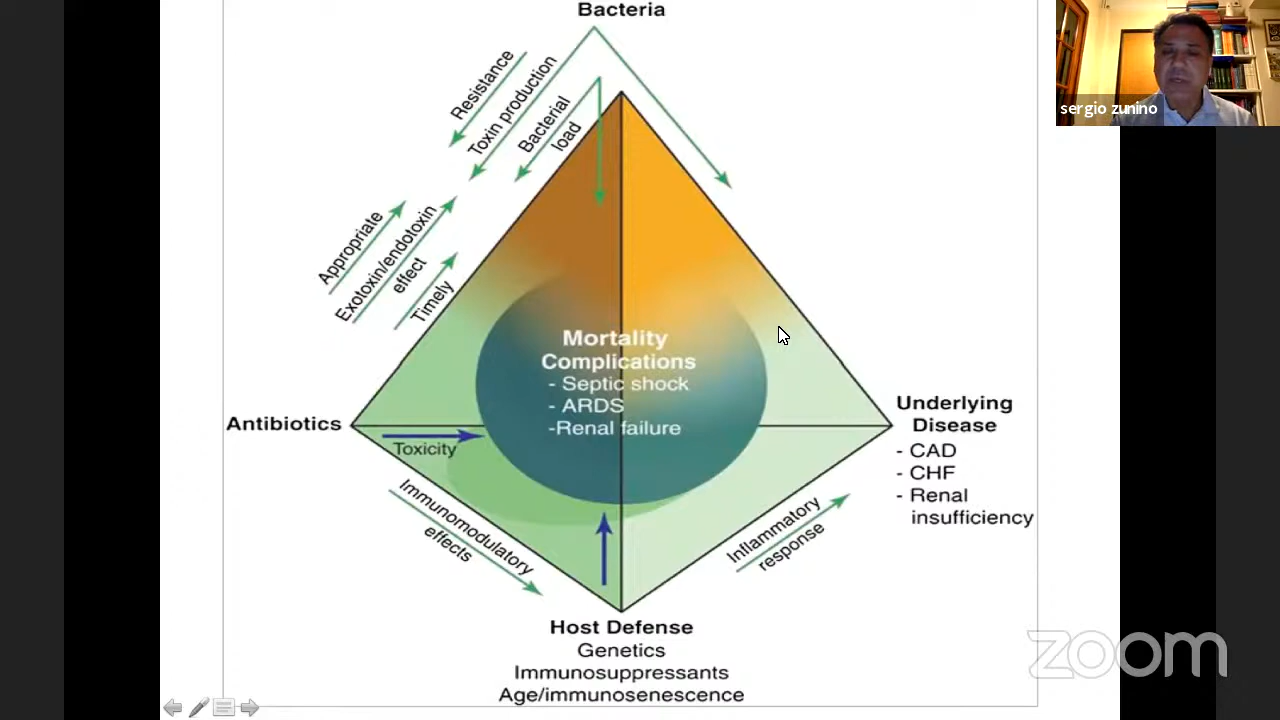 Bacteria
Resistance
Toxin production
Bacterial
load
Appropriate
Exotoxin/endotoxin
effect
Timely
Mortality
Complications
- Septic shock
- ARDS
-Renal failure
Antibiotics
Toxicity
Underlying
Disease
- CAD
- CHF
- Renal
insufficiency
Immunomodulatory
effects
Inflammatory
response
Host Defense
Genetics
Immunosuppressants
Age/immunosenescence
sergio zunino
zoom